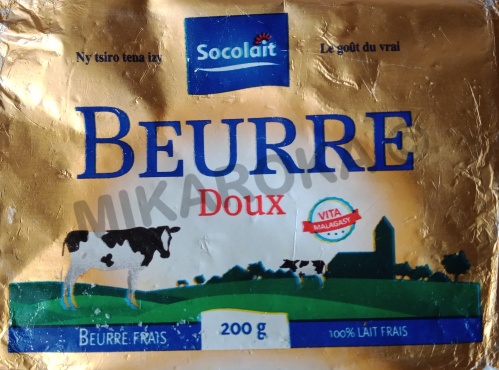 Ny tsiro tena izy
Socolait
Le goût du vrai
BEURRE
Doux
VITA
MALAGASY
MIKAROKA
BEURRE FRAIS
200 g
100% LAIT FRAIS